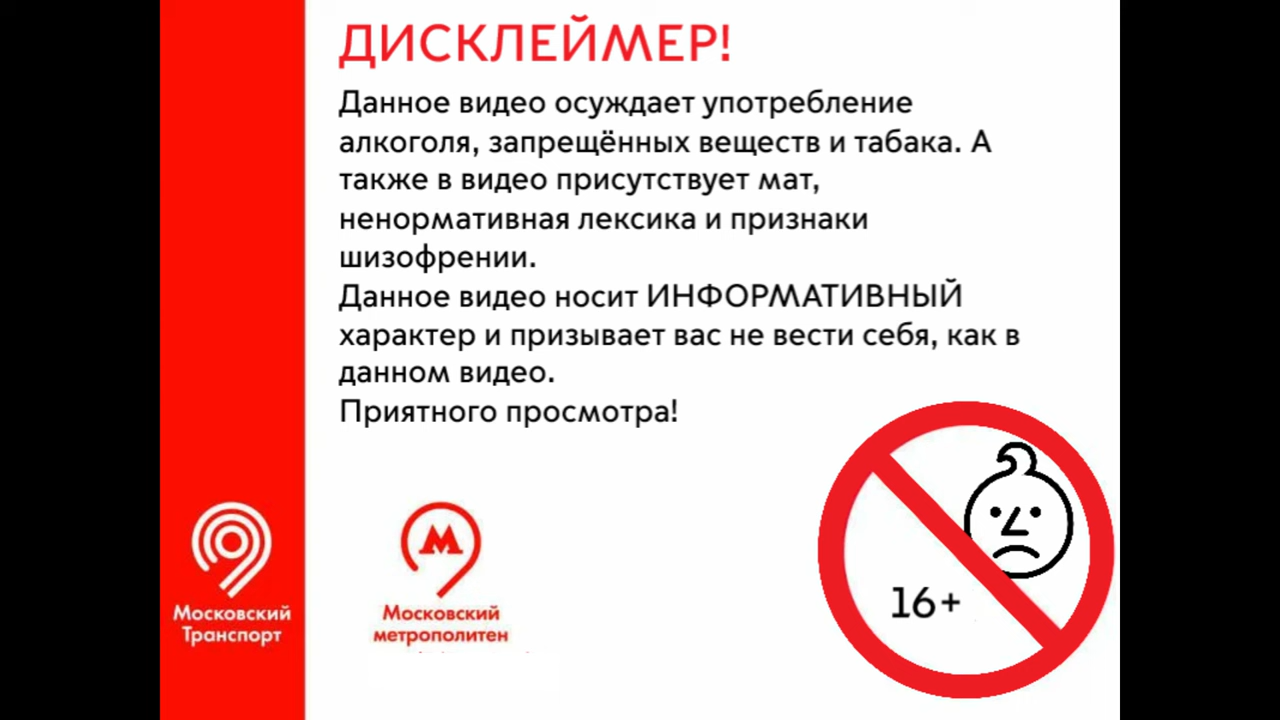 ДИСКЛЕЙМЕР!
Данное видео осуждает употребление
алкоголя, запрещённых веществ и табака. А
также в видео присутствует мат,
ненормативная лексика и признаки
шизофрении.
Данное видео носит ИНФОРМАТИВНЫЙ
характер и призывает вас не вести себя, как в
данном видео.
Приятного просмотра!
16+
Московский
Транспорт
Московский
метрополитен